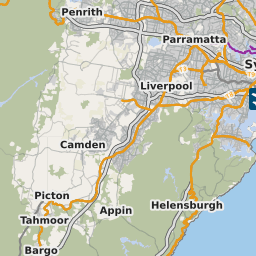 Penrith
Parramatta
Sy
Liverpool
Camden
Picton
Tahmoor
Appin
Helensburgh
Bargo